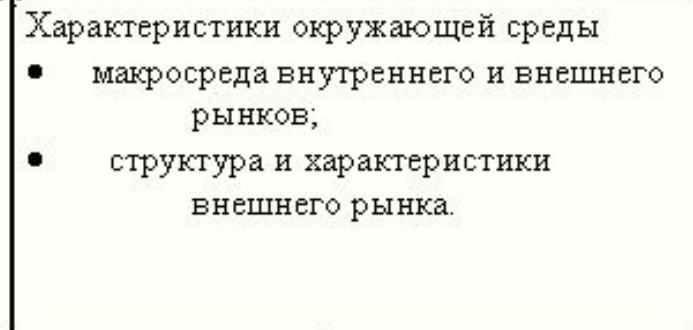 Характеристики окружающей среды
● макросреда внутреннего и внешнего
рынков;
● структура и характеристики
внешнего рынка.